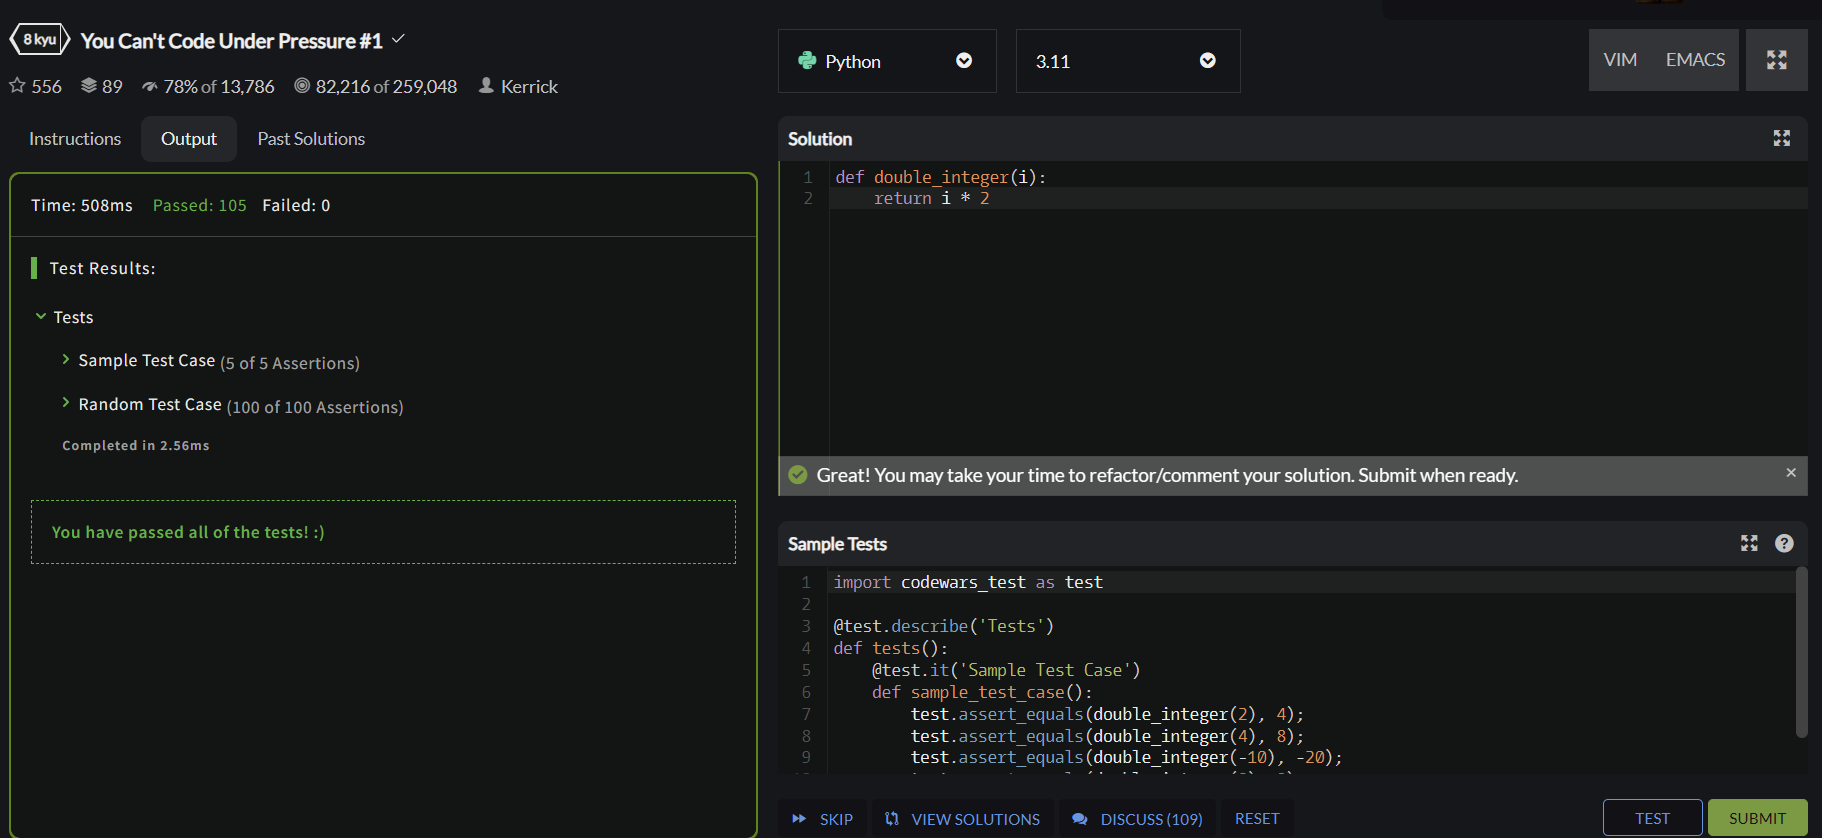 8 kyu You Can't Code Under Pressure #1
556 89 78% of 13,786 82,216 of 259,048 Kerrick
Instructions Output Past Solutions
Time: 508ms Passed: 105 Failed: 0
Test Results:
Tests
Sample Test Case (5 of 5 Assertions)
Random Test Case (100 of 100 Assertions)
Completed in 2.56ms
You have passed all of the tests! :)
Python 3.11 VIM EMACS
Solution
1 def double_integer(i):
2     return i * 2
Great! You may take your time to refactor/comment your solution. Submit when ready. ×
Sample Tests ?
1 import codewars_test as test
2
3 @test.describe('Tests')
4 def tests():
5     @test.it('Sample Test Case')
6     def sample_test_case():
7         test.assert_equals(double_integer(2), 4);
8         test.assert_equals(double_integer(4), 8);
9         test.assert_equals(double_integer(-10), -20);
SKIP VIEW SOLUTIONS DISCUSS (109) RESET TEST SUBMIT